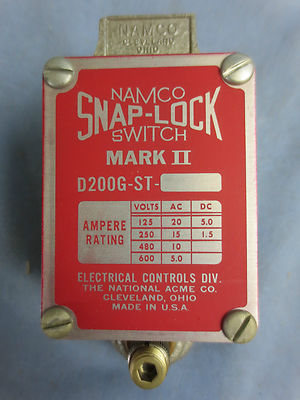 NAMCO
CLEVELAND
OHIO
NAMCO
SNAP-LOCK
SWITCH
MARK II
D200G-ST-
AMPERE RATING
VOLTS AC DC
125 20 5.0
250 15 1.5
480 10
600 5.0
ELECTRICAL CONTROLS DIV.
THE NATIONAL ACME CO.
CLEVELAND, OHIO
MADE IN U.S.A.